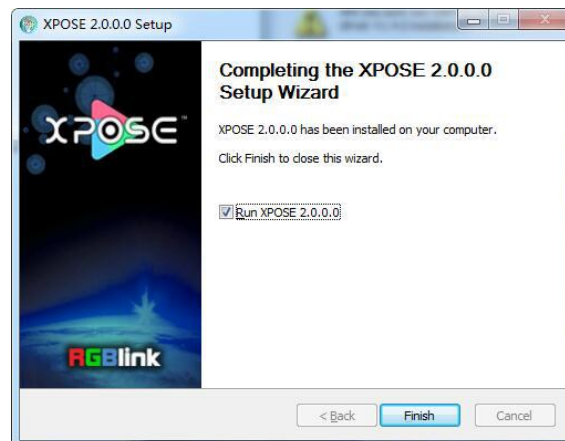 XPOSE 2.0.0.0 Setup
XPOSE™
Completing the XPOSE 2.0.0.0
Setup Wizard
XPOSE 2.0.0.0 has been installed on your computer.
Click Finish to close this wizard.
Run XPOSE 2.0.0.0
RGBlink
< Back
Finish
Cancel